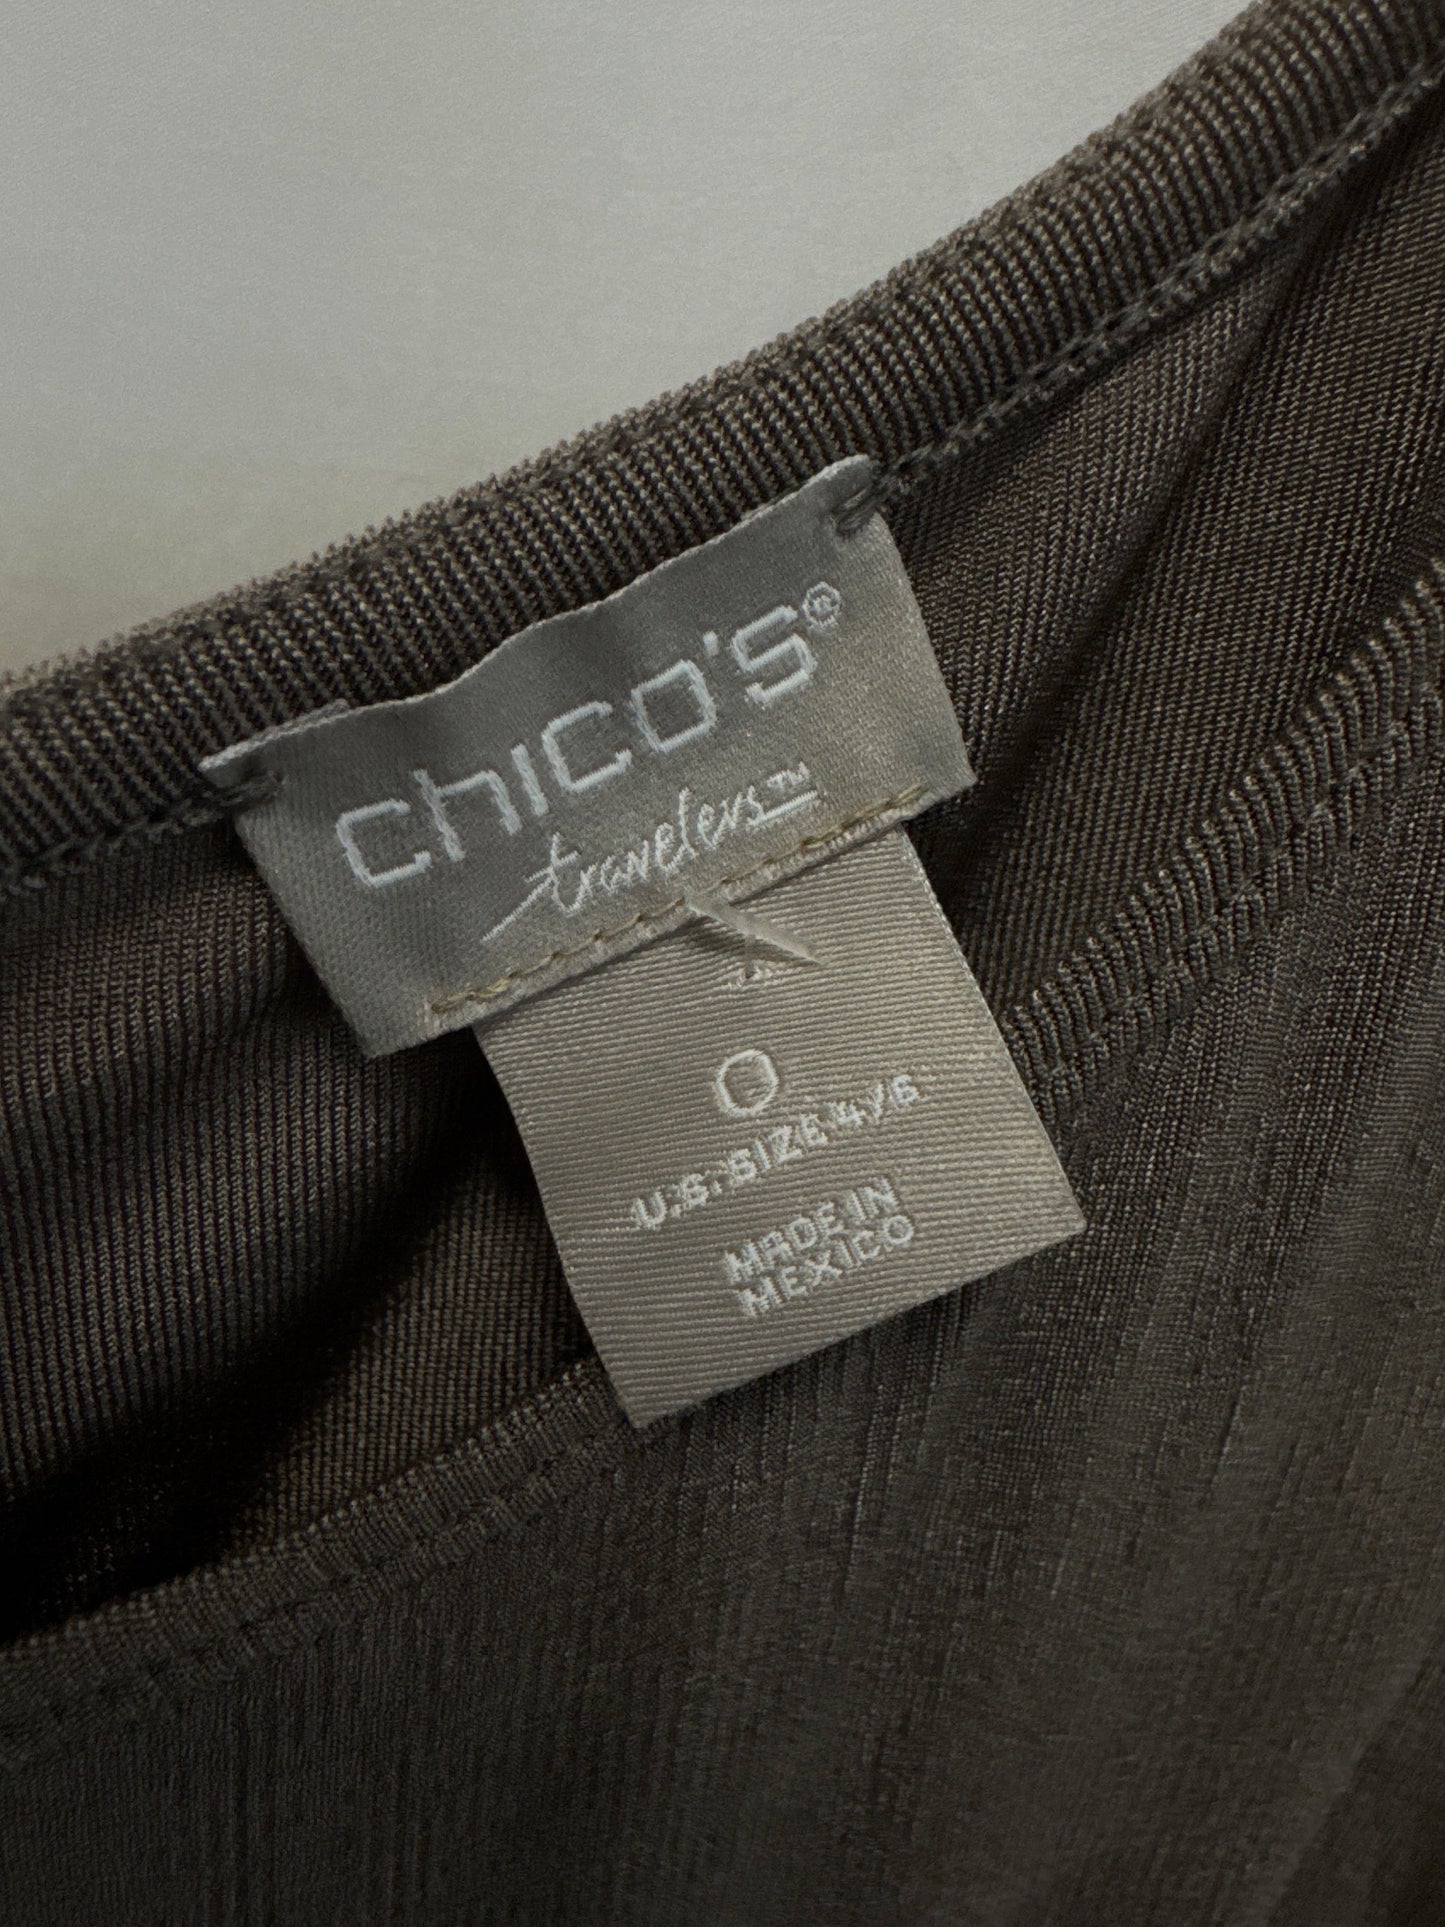 chico's®
travelers™
0
U.S. SIZE 4/6
MADE IN
MEXICO